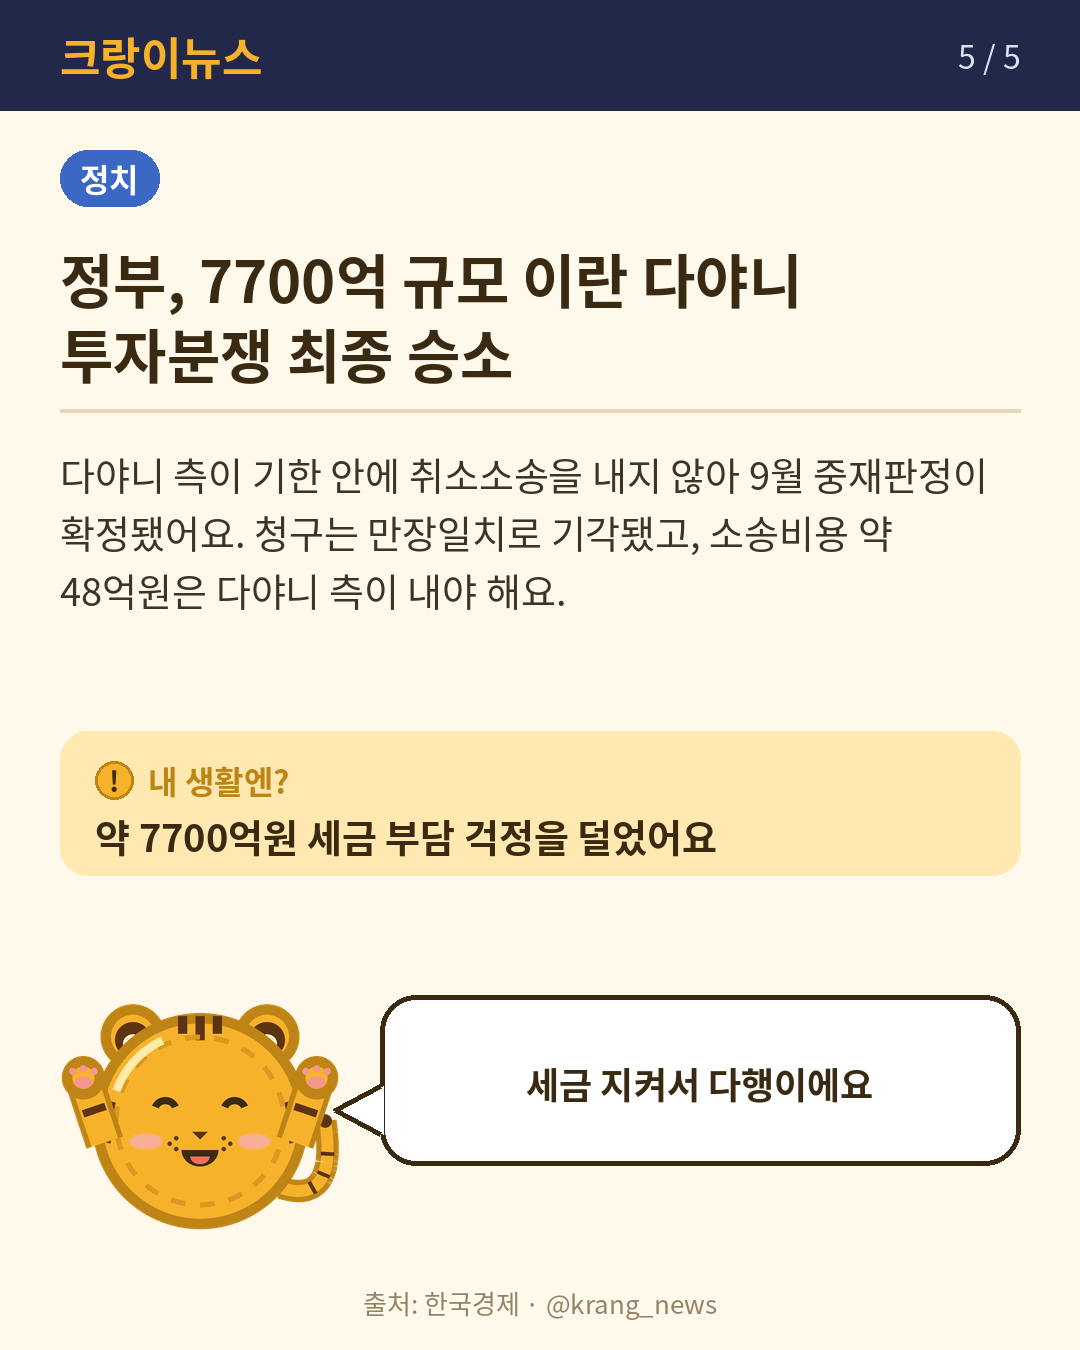 크랑이뉴스
5 / 5
정치
정부, 7700억 규모 이란 다야니
투자분쟁 최종 승소
다야니 측이 기한 안에 취소소송을 내지 않아 9월 중재판정이
확정됐어요. 청구는 만장일치로 기각됐고, 소송비용 약
48억원은 다야니 측이 내야 해요.
! 내 생활엔?
약 7700억원 세금 부담 걱정을 덜었어요
세금 지켜서 다행이에요
출처: 한국경제 · @krang_news